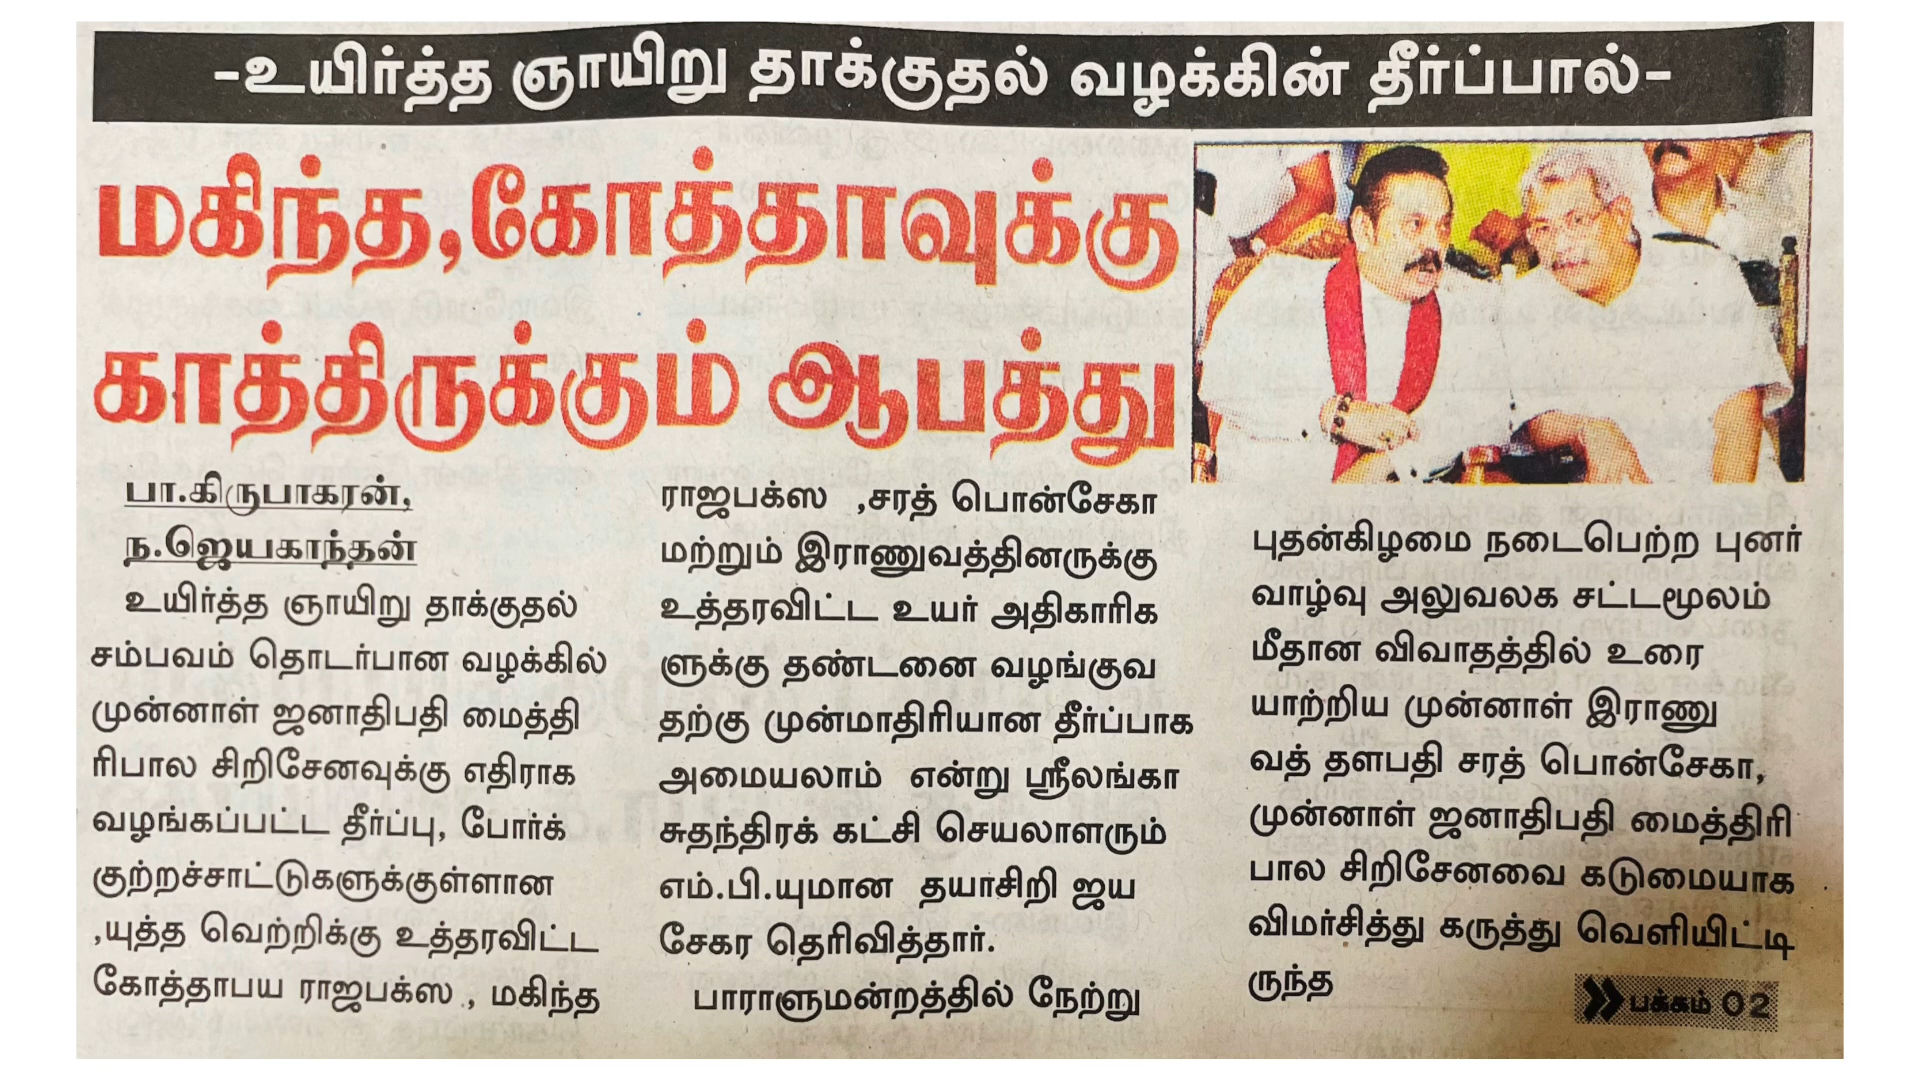 -உயிர்த்த ஞாயிறு தாக்குதல் வழக்கின் தீர்ப்பால்-
மகிந்த,கோத்தாவுக்கு
காத்திருக்கும் ஆபத்து
பா.கிருபாகரன்,
ந.ஜெயகாந்தன்
உயிர்த்த ஞாயிறு தாக்குதல்
சம்பவம் தொடர்பான வழக்கில்
முன்னாள் ஜனாதிபதி மைத்தி
ரிபால சிறிசேனவுக்கு எதிராக
வழங்கப்பட்ட தீர்ப்பு, போர்க்
குற்றச்சாட்டுகளுக்குள்ளான
,யுத்த வெற்றிக்கு உத்தரவிட்ட
கோத்தாபய ராஜபக்ஸ , மகிந்த
ராஜபக்ஸ ,சரத் பொன்சேகா
மற்றும் இராணுவத்தினருக்கு
உத்தரவிட்ட உயர் அதிகாரிக
ளுக்கு தண்டனை வழங்குவ
தற்கு முன்மாதிரியான தீர்ப்பாக
அமையலாம் என்று ஸ்ரீலங்கா
சுதந்திரக் கட்சி செயலாளரும்
எம்.பி.யுமான தயாசிறி ஜய
சேகர தெரிவித்தார்.
பாராளுமன்றத்தில் நேற்று
புதன்கிழமை நடைபெற்ற புனர்
வாழ்வு அலுவலக சட்டமூலம்
மீதான விவாதத்தில் உரை
யாற்றிய முன்னாள் இராணு
வத் தளபதி சரத் பொன்சேகா,
முன்னாள் ஜனாதிபதி மைத்திரி
பால சிறிசேனவை கடுமையாக
விமர்சித்து கருத்து வெளியிட்டி
ருந்த
பக்கம் 02